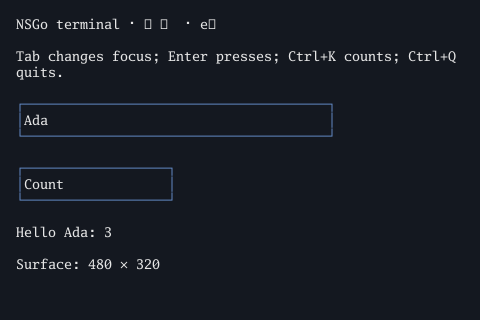 NSGo terminal · · e
Tab changes focus; Enter presses; Ctrl+K counts; Ctrl+Q
quits.
Ada
Count
Hello Ada: 3
Surface: 480 × 320